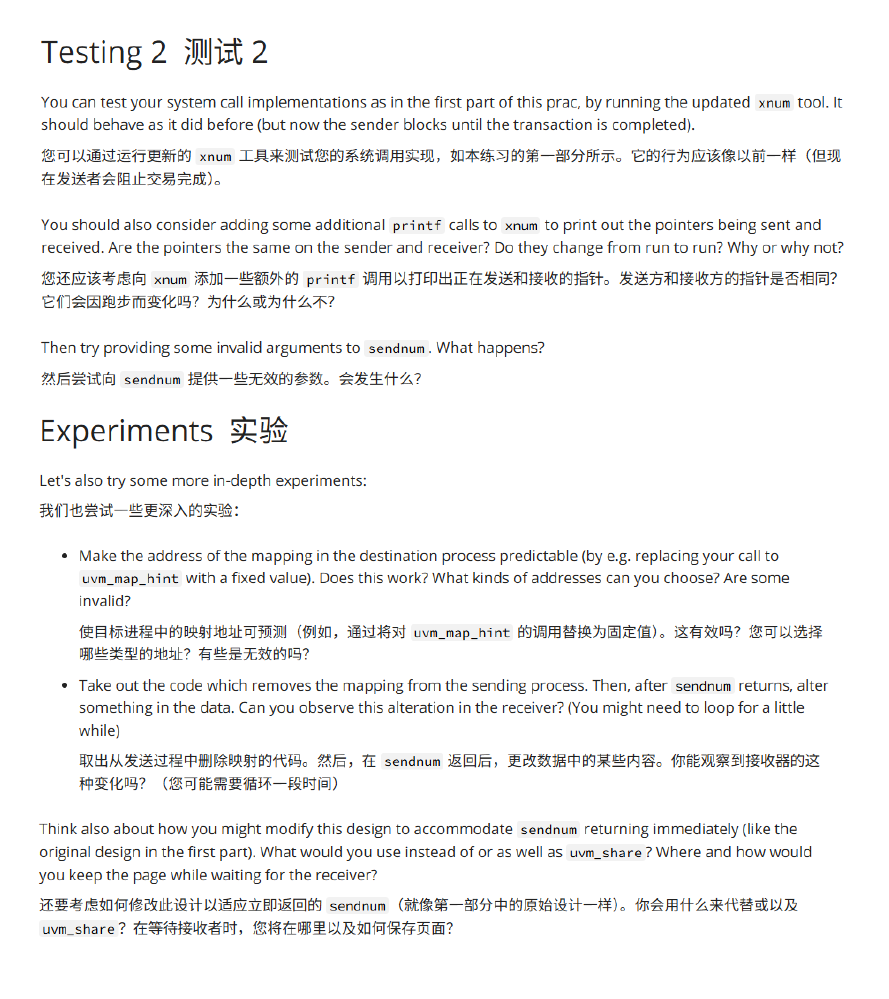 Testing 2 测试 2
You can test your system call implementations as in the first part of this prac, by running the updated xnum tool. It
should behave as it did before (but now the sender blocks until the transaction is completed).
您可以通过运行更新的 xnum 工具来测试您的系统调用实现，如本练习的第一部分所示。它的行为应该像以前一样（但现
在发送者会阻止交易完成）。
You should also consider adding some additional printf calls to xnum to print out the pointers being sent and
received. Are the pointers the same on the sender and receiver? Do they change from run to run? Why or why not?
您还应该考虑向 xnum 添加一些额外的 printf 调用以打印出正在发送和接收的指针。发送方和接收方的指针是否相同？
它们会因跑步而变化吗？为什么或为什么不？
Then try providing some invalid arguments to sendnum. What happens?
然后尝试向 sendnum 提供一些无效的参数。会发生什么？
Experiments 实验
Let's also try some more in-depth experiments:
我们也尝试一些更深入的实验：
• Make the address of the mapping in the destination process predictable (by e.g. replacing your call to
uvm_map_hint with a fixed value). Does this work? What kinds of addresses can you choose? Are some
invalid?
使目标进程中的映射地址可预测（例如，通过将对 uvm_map_hint 的调用替换为固定值）。这有效吗？您可以选择
哪些类型的地址？有些是无效的吗？
• Take out the code which removes the mapping from the sending process. Then, after sendnum returns, alter
something in the data. Can you observe this alteration in the receiver? (You might need to loop for a little
while)
取出从发送过程中删除映射的代码。然后，在 sendnum 返回后，更改数据中的某些内容。你能观察到接收器的这
种变化吗？（您可能需要循环一段时间）
Think also about how you might modify this design to accommodate sendnum returning immediately (like the
original design in the first part). What would you use instead of or as well as uvm_share? Where and how would
you keep the page while waiting for the receiver?
还要考虑如何修改此设计以适应立即返回的 sendnum（就像第一部分中的原始设计一样）。你会用什么来代替或以及
uvm_share？在等待接收者时，您将在哪里以及如何保存页面？